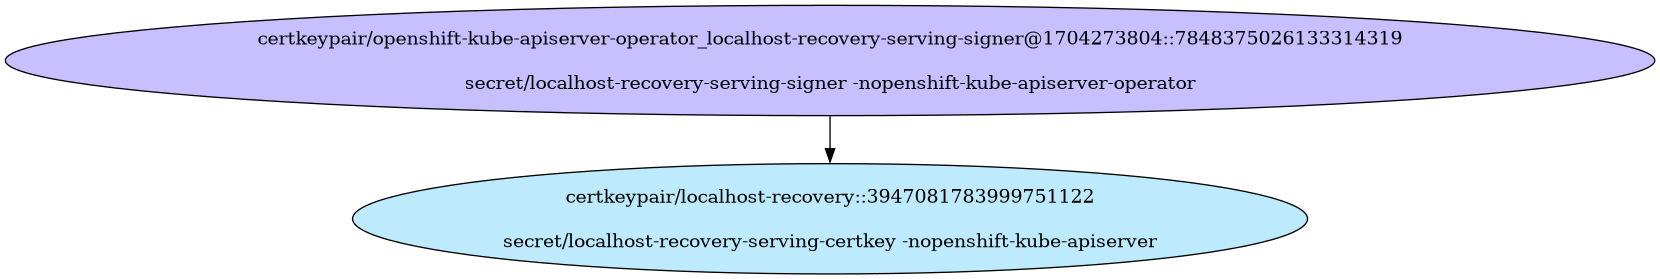 certkeypair/openshift-kube-apiserver-operator_localhost-recovery-serving-signer@1704273804::7848375026133314319
secret/localhost-recovery-serving-signer -nopenshift-kube-apiserver-operator
certkeypair/localhost-recovery::3947081783999751122
secret/localhost-recovery-serving-certkey -nopenshift-kube-apiserver